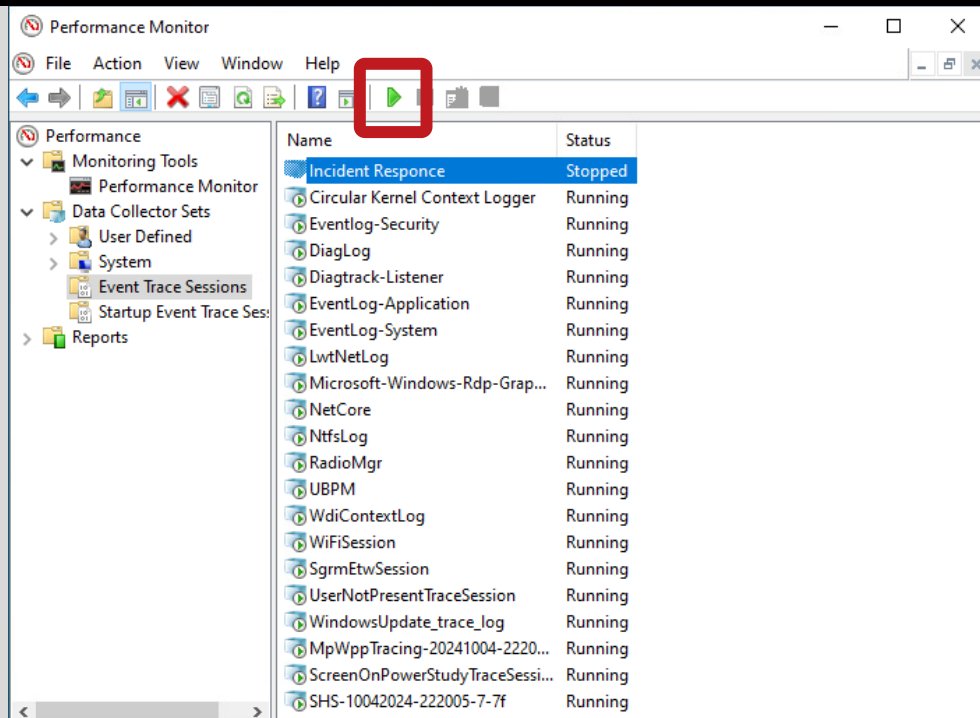 Performance Monitor
File Action View Window Help
Performance
Monitoring Tools
Performance Monitor
Data Collector Sets
User Defined
System
Event Trace Sessions
Startup Event Trace Ses
Reports
Name Status
Incident Responce Stopped
Circular Kernel Context Logger Running
Eventlog-Security Running
DiagLog Running
Diagtrack-Listener Running
EventLog-Application Running
EventLog-System Running
LwtNetLog Running
Microsoft-Windows-Rdp-Grap... Running
NetCore Running
NtfsLog Running
RadioMgr Running
UBPM Running
WdiContextLog Running
WiFiSession Running
SgrmEtwSession Running
UserNotPresentTraceSession Running
WindowsUpdate_trace_log Running
MpWppTracing-20241004-2220... Running
ScreenOnPowerStudyTraceSessi... Running
SHS-10042024-222005-7-7f Running